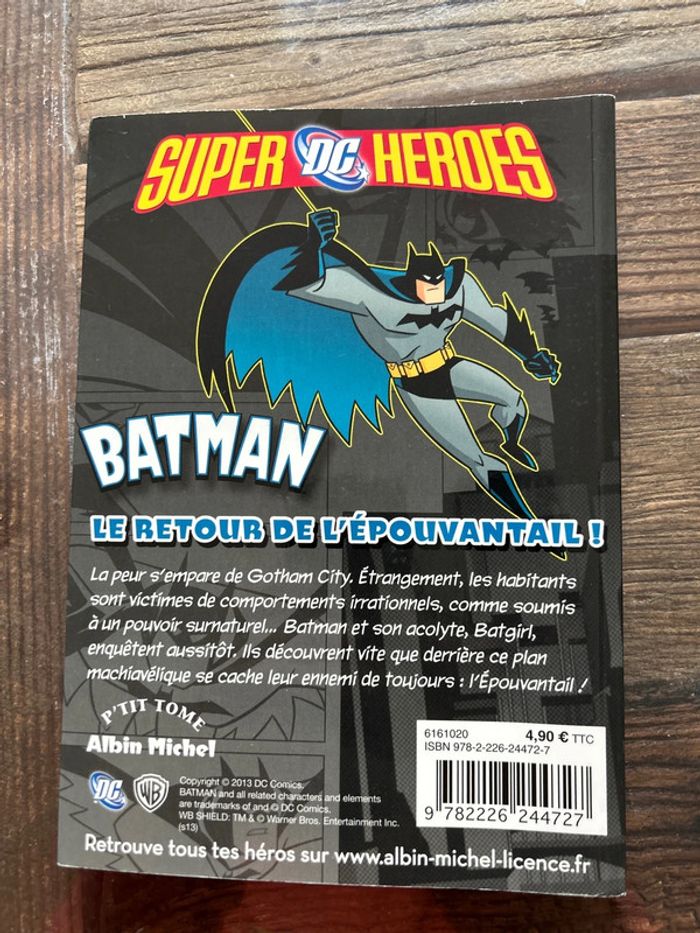 SUPER DC HEROES
BATMAN
LE RETOUR DE L'ÉPOUVANTAIL !
La peur s'empare de Gotham City. Étrangement, les habitants
sont victimes de comportements irrationnels, comme soumis
à un pouvoir surnaturel... Batman et son acolyte, Batgirl,
enquêtent aussitôt. Ils découvrent vite que derrière ce plan
machiavélique se cache leur ennemi de toujours : l'Épouvantail !
P'TIT TOME
Albin Michel
6161020
4,90 € TTC
ISBN 978-2-226-24472-7
9 782226 244727
DC
WB
Copyright © 2013 DC Comics.
BATMAN and all related characters and elements
are trademarks of and © DC Comics.
WB SHIELD: TM & © Warner Bros. Entertainment Inc.
(s13)
Retrouve tous tes héros sur www.albin-michel-licence.fr